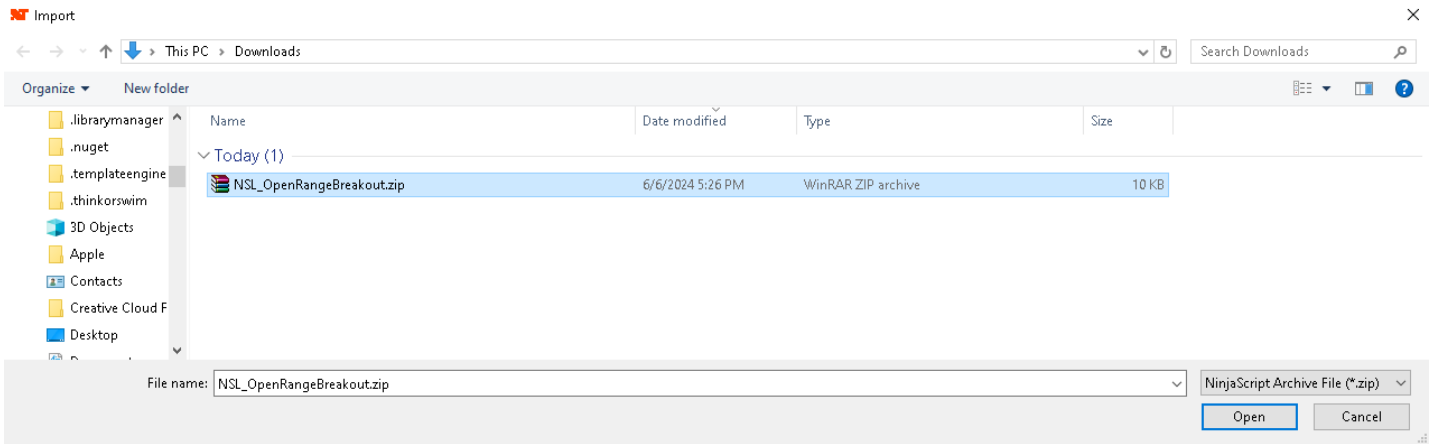 Import
This PC > Downloads
Search Downloads
Organize
New folder
.librarymanager
.nuget
.templateengine
.thinkorswim
3D Objects
Apple
Contacts
Creative Cloud F
Desktop
Name Date modified Type Size
Today (1)
NSL_OpenRangeBreakout.zip 6/6/2024 5:26 PM WinRAR ZIP archive 10 KB
File name: NSL_OpenRangeBreakout.zip
NinjaScript Archive File (*.zip)
Open Cancel